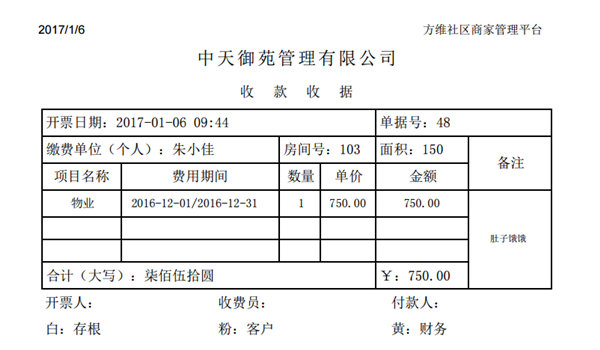 2017/1/6 方维社区商家管理平台
中天御苑管理有限公司
收 款 收 据
开票日期：2017-01-06 09:44 单据号：48
缴费单位（个人）：朱小佳 房间号：103 面积：150 备注
项目名称 费用期间 数量 单价 金额
物业 2016-12-01/2016-12-31 1 750.00 750.00
肚子饿饿
合计（大写）：柒佰伍拾圆 ￥：750.00
开票人： 收费员： 付款人：
白：存根 粉：客户 黄：财务